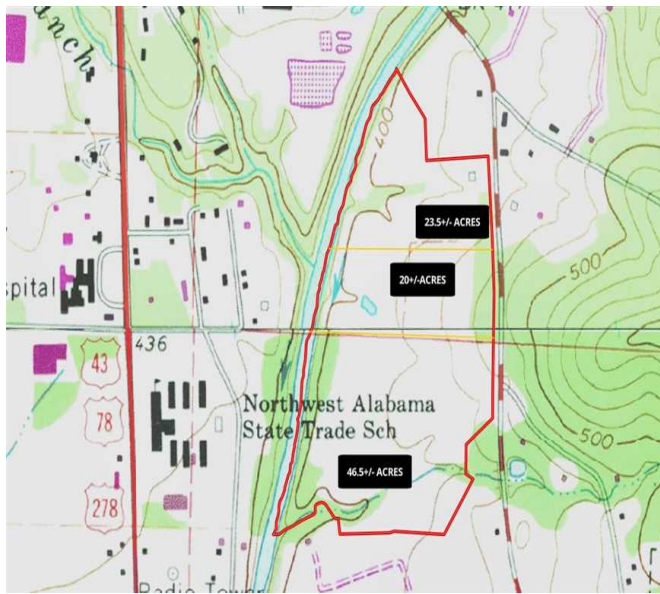 anch
400
23.5+/- ACRES
20+/-ACRES
500
spital
436
43
78
278
Northwest Alabama
State Trade Sch
500
46.5+/- ACRES
Radio Tower